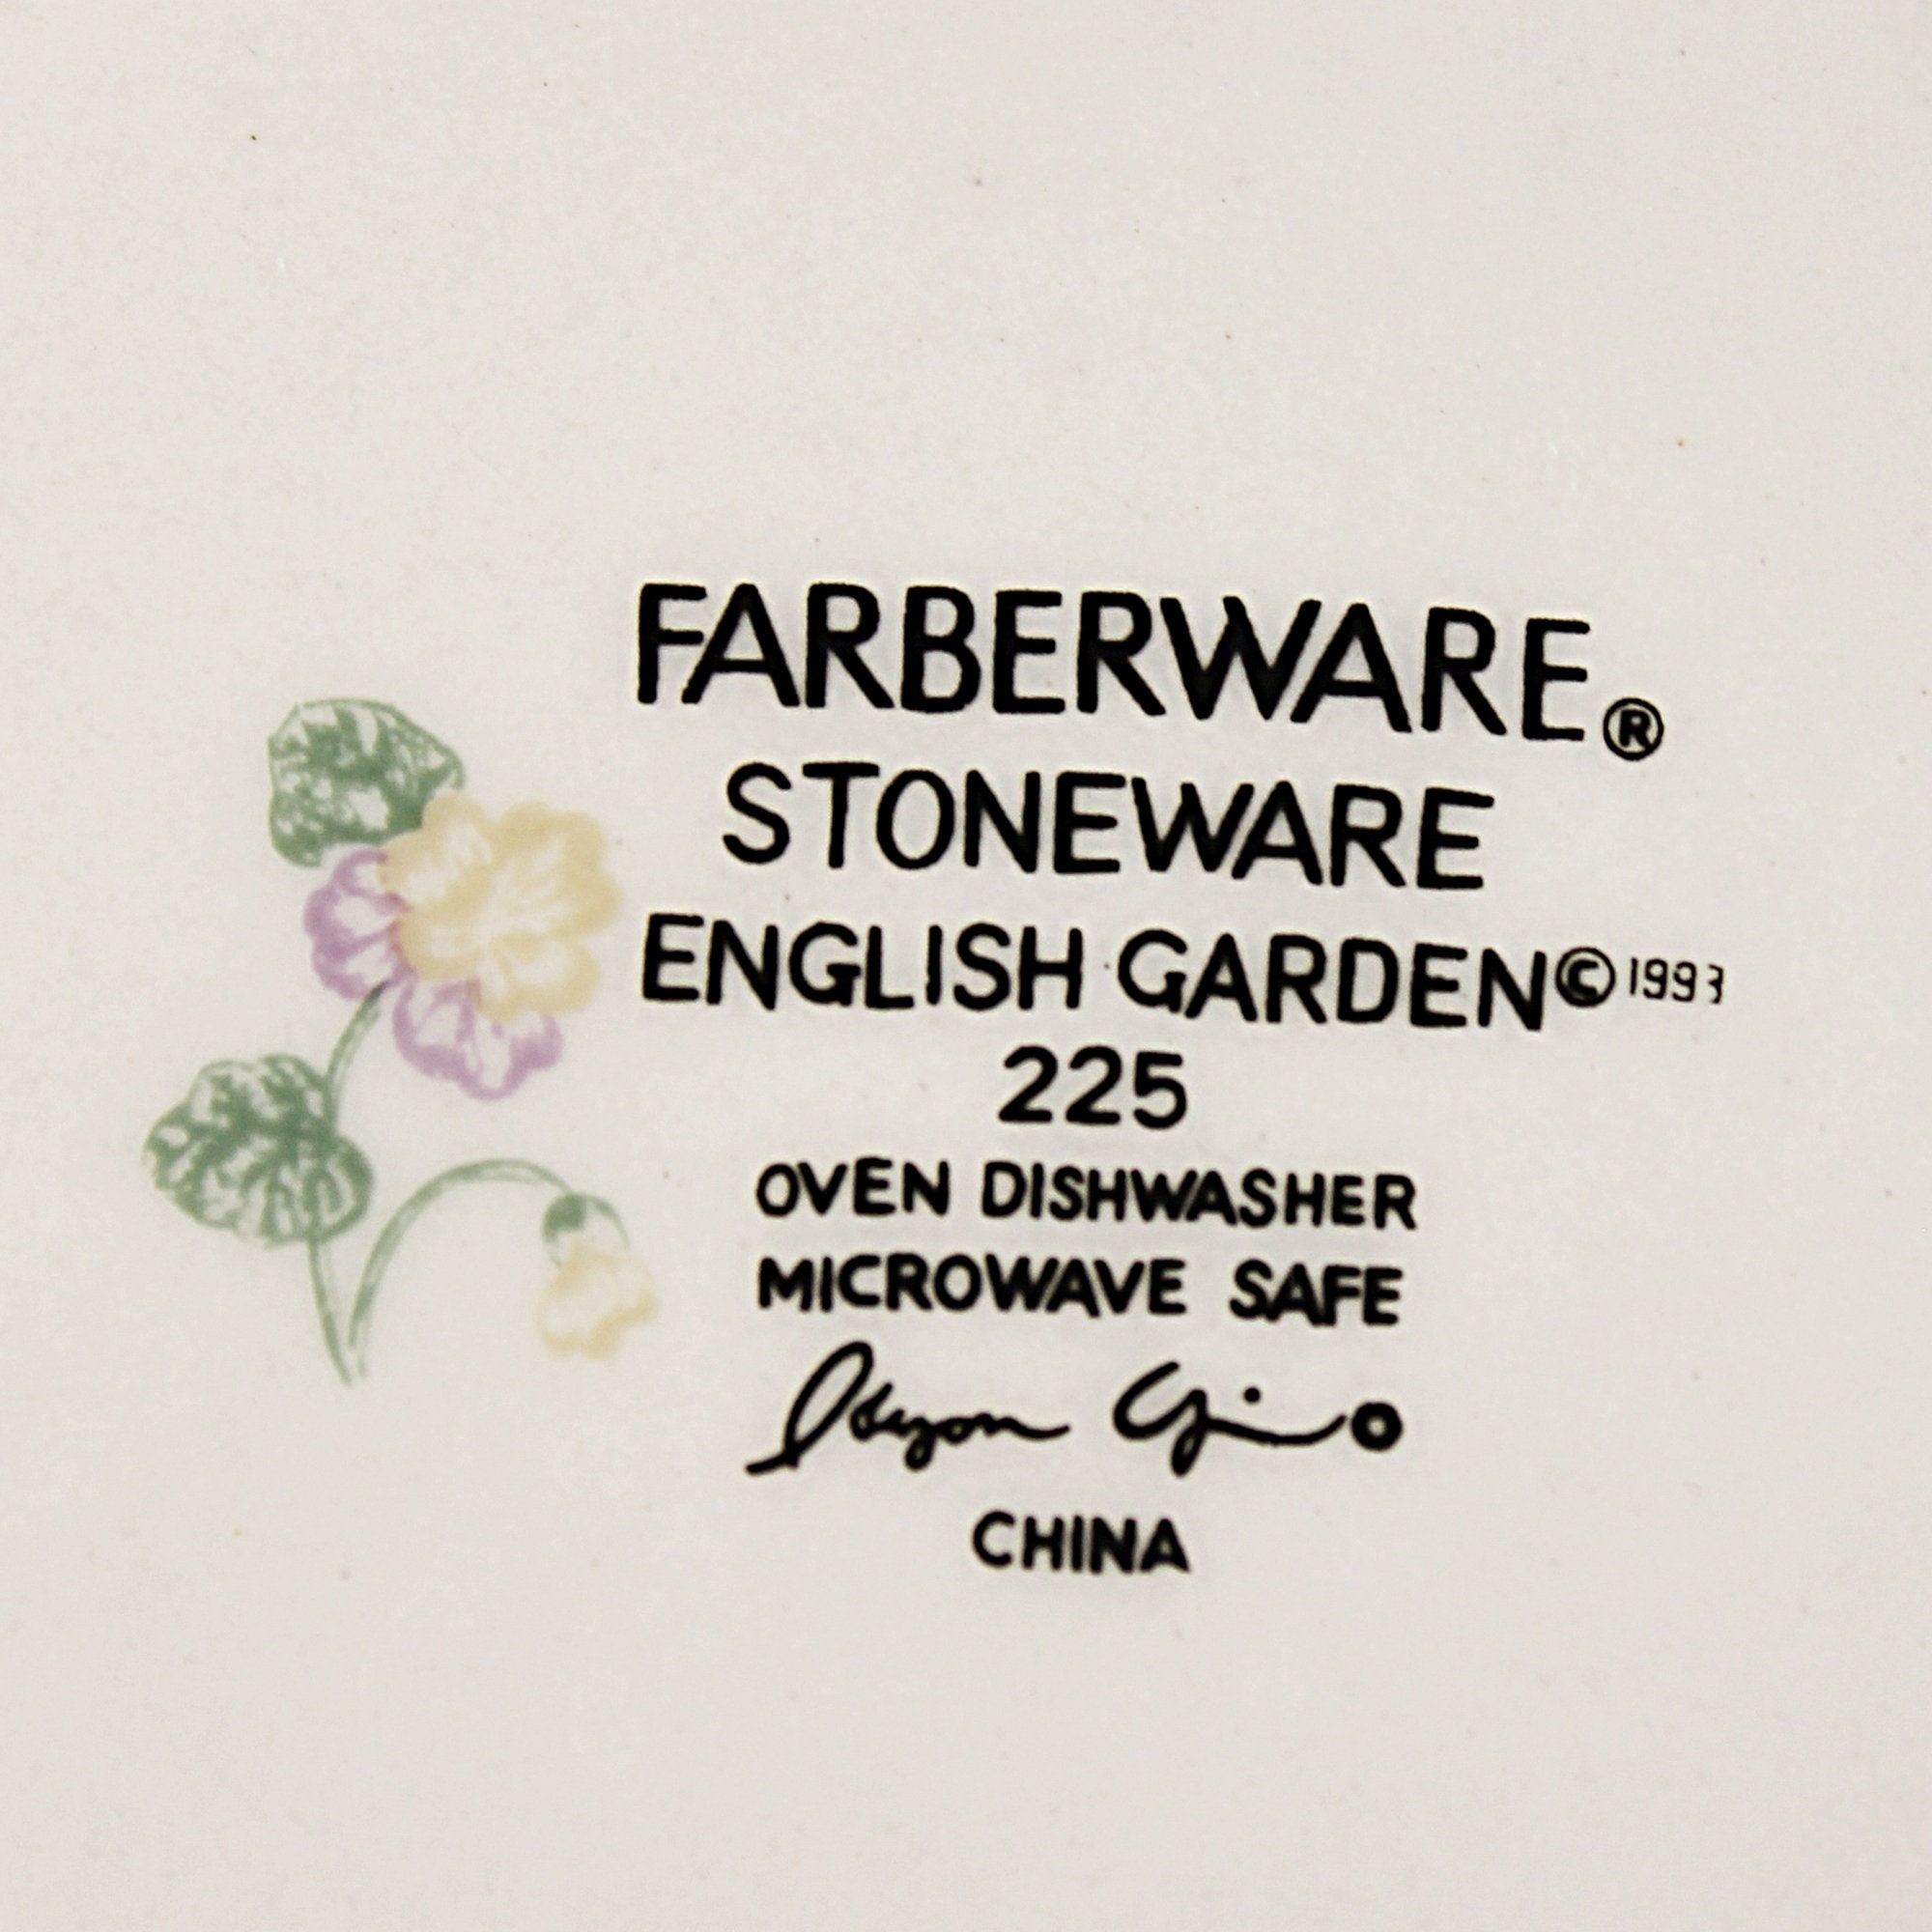 FARBERWARE®
STONEWARE
ENGLISH GARDEN © 1993
225
OVEN DISHWASHER
MICROWAVE SAFE
CHINA